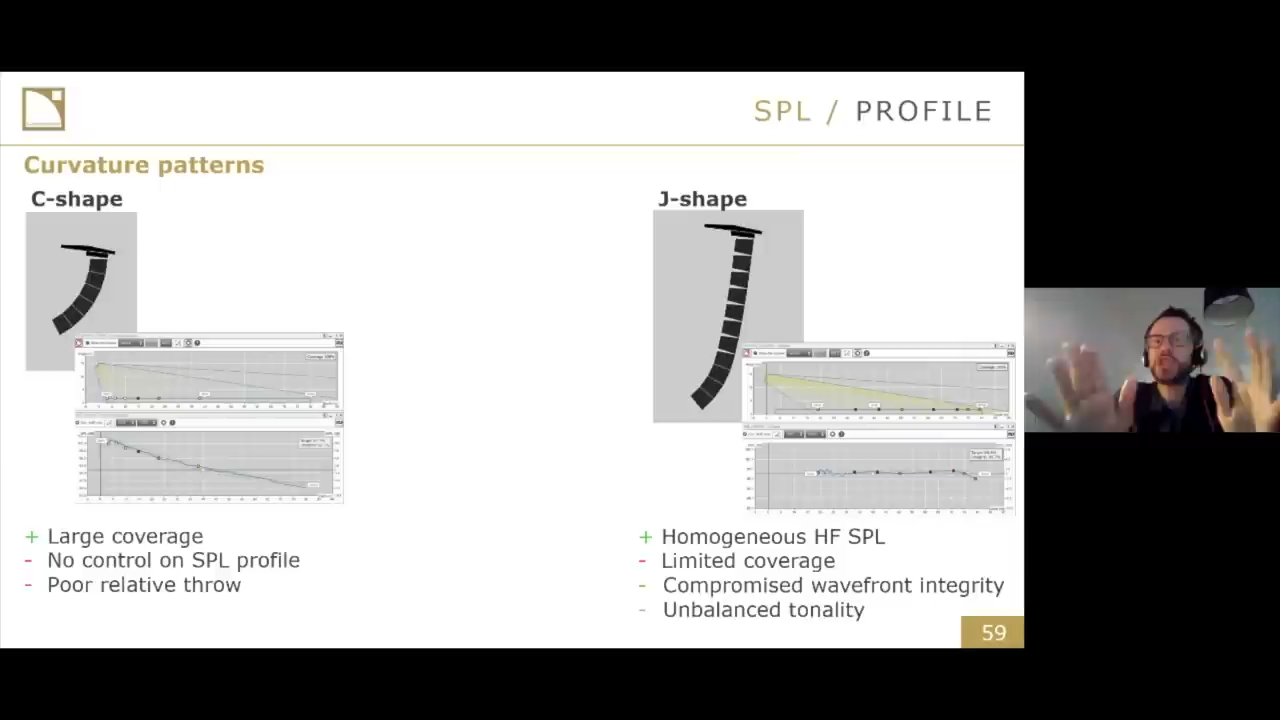 SPL / PROFILE
Curvature patterns
C-shape
J-shape
+ Large coverage
- No control on SPL profile
- Poor relative throw
+ Homogeneous HF SPL
- Limited coverage
- Compromised wavefront integrity
- Unbalanced tonality
59